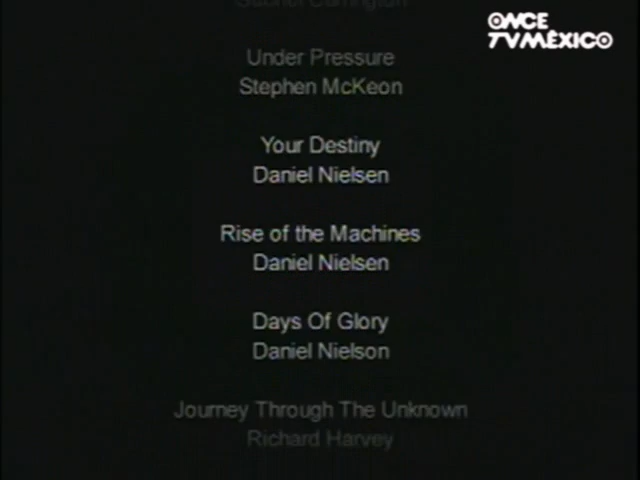 ONCE
TV MÉXICO
Under Pressure
Stephen McKeon
Your Destiny
Daniel Nielsen
Rise of the Machines
Daniel Nielsen
Days Of Glory
Daniel Nielson
Journey Through The Unknown
Richard Harvey